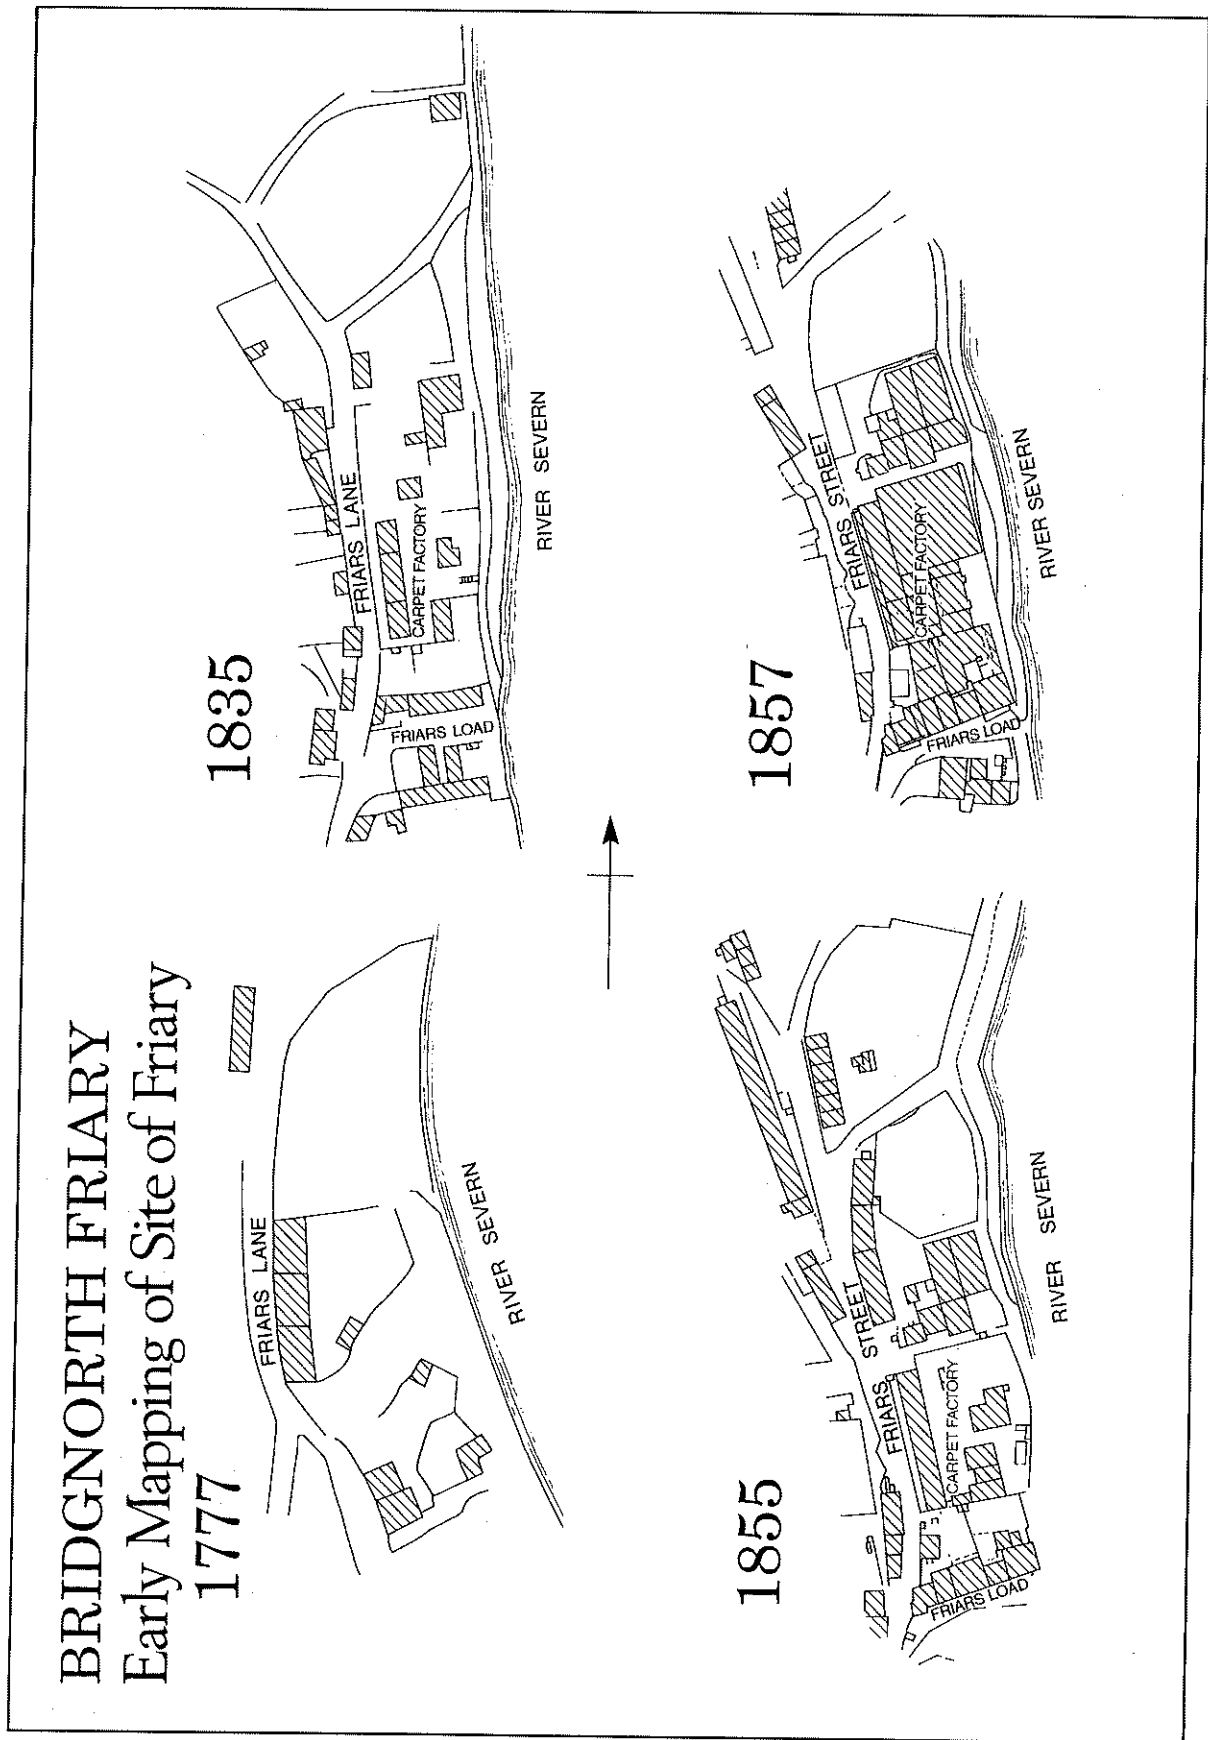 BRIDGNORTH FRIARY
Early Mapping of Site of Friary
1777
FRIARS LANE
RIVER SEVERN
1835
FRIARS LANE
CARPET FACTORY
FRIARS LOAD
RIVER SEVERN
1855
FRIARS STREET
CARPET FACTORY
FRIARS LOAD
RIVER SEVERN
1857
FRIARS STREET
CARPET FACTORY
FRIARS LOAD
RIVER SEVERN